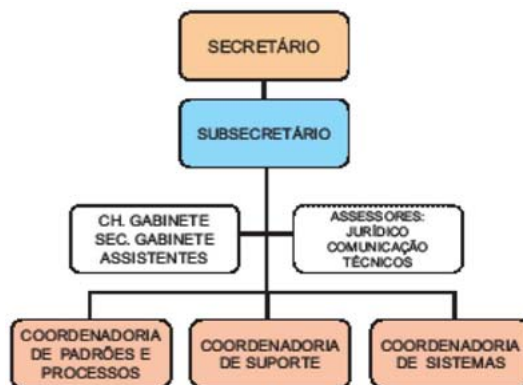 SECRETÁRIO
SUBSECRETÁRIO
CH. GABINETE
SEC. GABINETE
ASSISTENTES
ASSESSORES:
JURÍDICO
COMUNICAÇÃO
TÉCNICOS
COORDENADORIA
DE PADRÕES E
PROCESSOS
COORDENADORIA
DE SUPORTE
COORDENADORIA
DE SISTEMAS